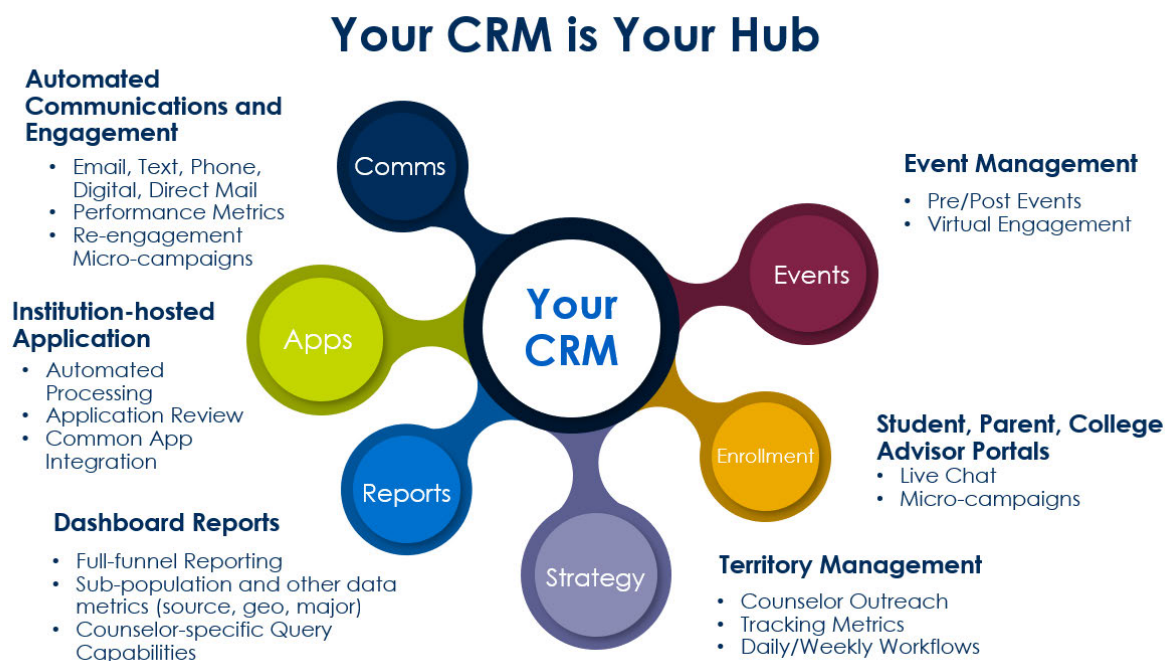 Your CRM is Your Hub
Automated
Communications and
Engagement
• Email, Text, Phone,
Digital, Direct Mail
• Performance Metrics
• Re-engagement
Micro-campaigns
Comms
Event Management
• Pre/Post Events
• Virtual Engagement
Events
Institution-hosted
Application
• Automated
Processing
• Application Review
• Common App
Integration
Apps
Your
CRM
Student, Parent, College
Advisor Portals
• Live Chat
• Micro-campaigns
Enrollment
Reports
Dashboard Reports
• Full-funnel Reporting
• Sub-population and other data
metrics (source, geo, major)
• Counselor-specific Query
Capabilities
Strategy
Territory Management
• Counselor Outreach
• Tracking Metrics
• Daily/Weekly Workflows